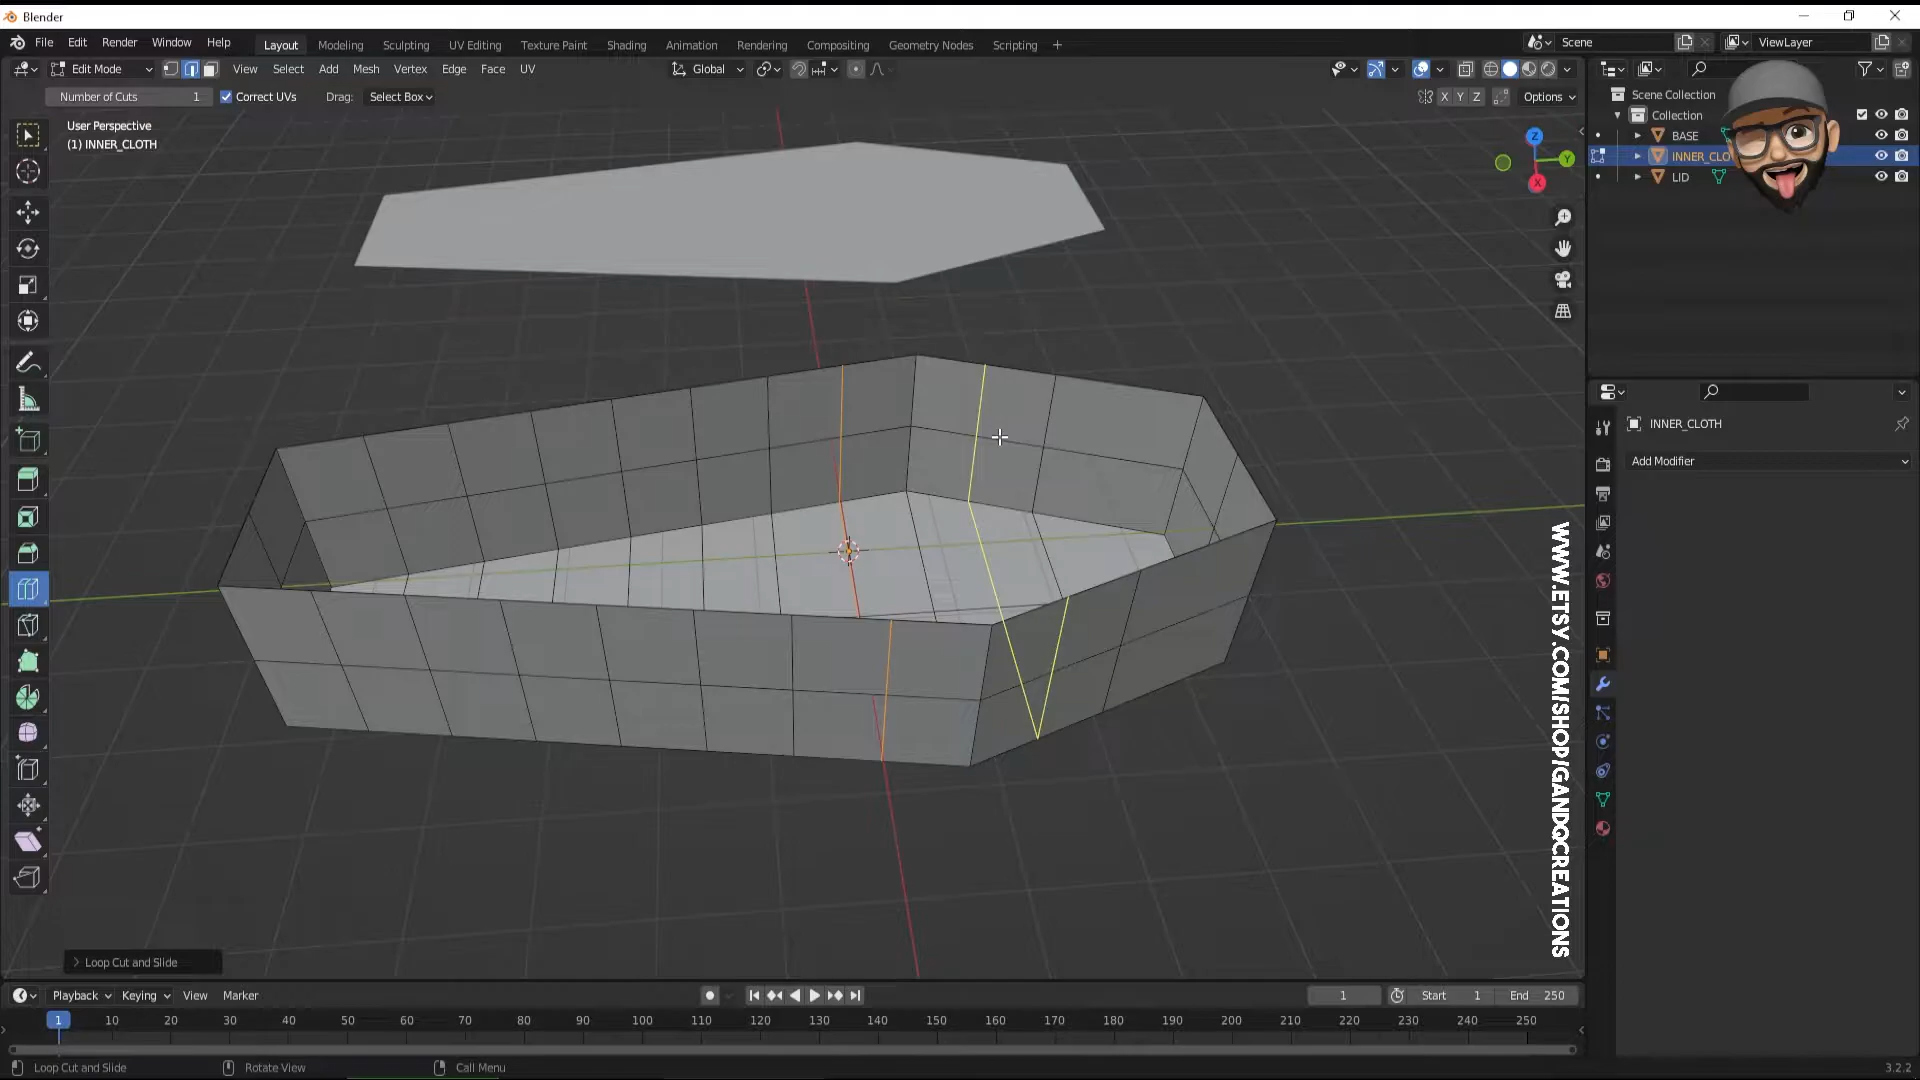 Blender
File Edit Render Window Help Layout Modeling Sculpting UV Editing Texture Paint Shading Animation Rendering Compositing Geometry Nodes Scripting + Scene ViewLayer
Edit Mode View Select Add Mesh Vertex Edge Face UV Global
Number of Cuts 1 Correct UVs Drag: Select Box X Y Z Options
User Perspective
(1) INNER_CLOTH
Z
Y
X
Scene Collection
Collection
BASE
INNER_CLO
LID
INNER_CLOTH
Add Modifier
WWW.ETSY.COM/SHOP/GANDQCREATIONS
Loop Cut and Slide
Playback Keying View Marker 1 Start 1 End 250
1 10 20 30 40 50 60 70 80 90 100 110 120 130 140 150 160 170 180 190 200 210 220 230 240 250
Loop Cut and Slide Rotate View Call Menu 3.2.2